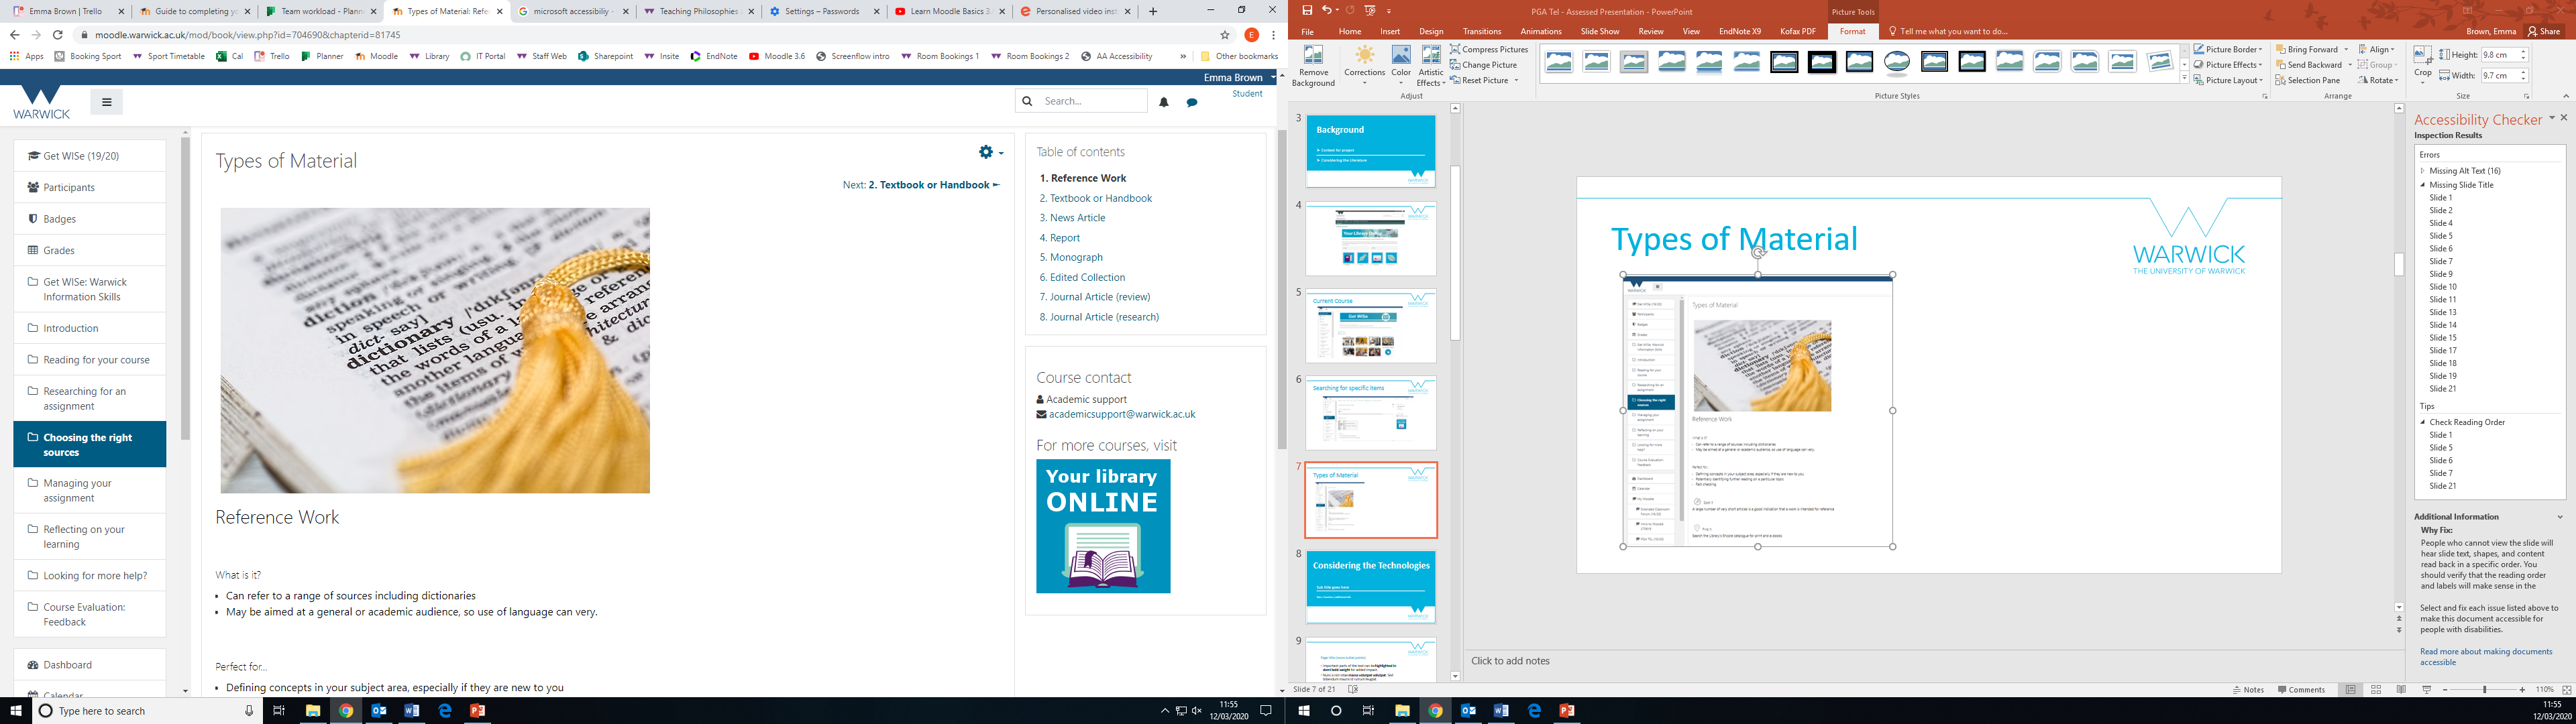 Emma Brown | Trello
Guide to completing yo
Team workload - Plann
Types of Material: Refe
microsoft accessibiliy -
Teaching Philosophies
Settings – Passwords
Learn Moodle Basics 3.
Personalised video inst
moodle.warwick.ac.uk/mod/book/view.php?id=704690&chapterid=81745
Apps
Booking Sport
Sport Timetable
Cal
Trello
Planner
Moodle
Library
IT Portal
Staff Web
Sharepoint
Insite
EndNote
Moodle 3.6
Screenflow intro
Room Bookings 1
Room Bookings 2
AA Accessibility
Other bookmarks
Emma Brown
Student
WARWICK
Search...
Get WISe (19/20)
Participants
Badges
Grades
Get WISe: Warwick
Information Skills
Introduction
Reading for your course
Researching for an
assignment
Choosing the right
sources
Managing your
assignment
Reflecting on your
learning
Looking for more help?
Course Evaluation:
Feedback
Dashboard
Calendar
Types of Material
Next: 2. Textbook or Handbook
Reference Work
What is it?
• Can refer to a range of sources including dictionaries
• May be aimed at a general or academic audience, so use of language can very.
Perfect for...
• Defining concepts in your subject area, especially if they are new to you
Table of contents
1. Reference Work
2. Textbook or Handbook
3. News Article
4. Report
5. Monograph
6. Edited Collection
7. Journal Article (review)
8. Journal Article (research)
Course contact
Academic support
academicsupport@warwick.ac.uk
For more courses, visit
Your library
ONLINE
Type here to search
11:55
12/03/2020
PGA Tel - Assessed Presentation - PowerPoint
Picture Tools
File
Home
Insert
Design
Transitions
Animations
Slide Show
Review
View
EndNote X9
Kofax PDF
Format
Tell me what you want to do...
Brown, Emma
Share
Remove
Background
Corrections
Color
Artistic
Effects
Compress Pictures
Change Picture
Reset Picture
Adjust
Picture Styles
Picture Border
Picture Effects
Picture Layout
Bring Forward
Send Backward
Selection Pane
Align
Group
Rotate
Arrange
Crop
Height: 9.8 cm
Width: 9.7 cm
Size
3
Background
4
5
Current Course
6
Searching for specific items
7
Types of Material
8
Considering the Technologies
9
Types of Material
WARWICK
THE UNIVERSITY OF WARWICK
Types of Material
Reference Work
Click to add notes
Accessibility Checker
Inspection Results
Errors
Missing Alt Text (16)
Missing Slide Title
Slide 1
Slide 2
Slide 4
Slide 5
Slide 6
Slide 7
Slide 9
Slide 10
Slide 11
Slide 13
Slide 14
Slide 15
Slide 17
Slide 18
Slide 19
Slide 21
Tips
Check Reading Order
Slide 1
Slide 5
Slide 6
Slide 7
Slide 21
Additional Information
Why Fix:
People who cannot view the slide will
hear slide text, shapes, and content
read back in a specific order. You
should verify that the reading order
and labels will make sense in the
Select and fix each issue listed above to
make this document accessible for
people with disabilities.
Read more about making documents
accessible
Slide 7 of 21
Notes
Comments
110%
11:55
12/03/2020